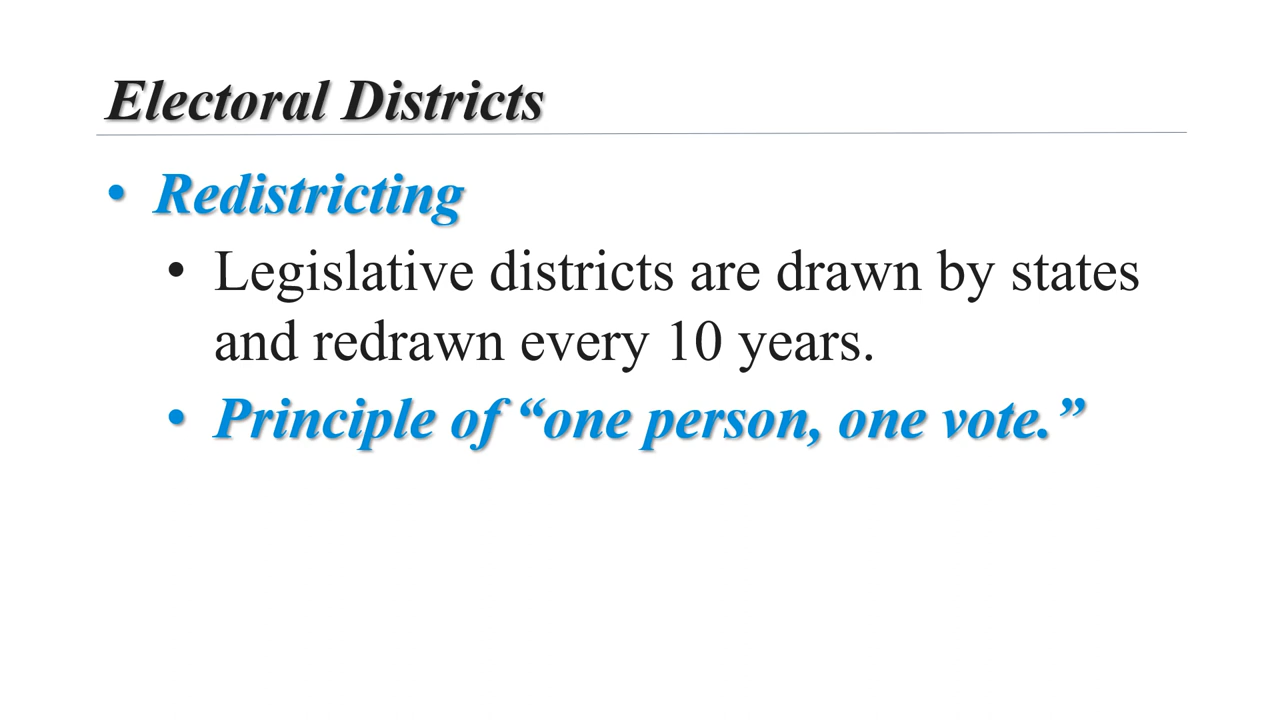 Electoral Districts
• Redistricting
• Legislative districts are drawn by states
and redrawn every 10 years.
• Principle of “one person, one vote.”